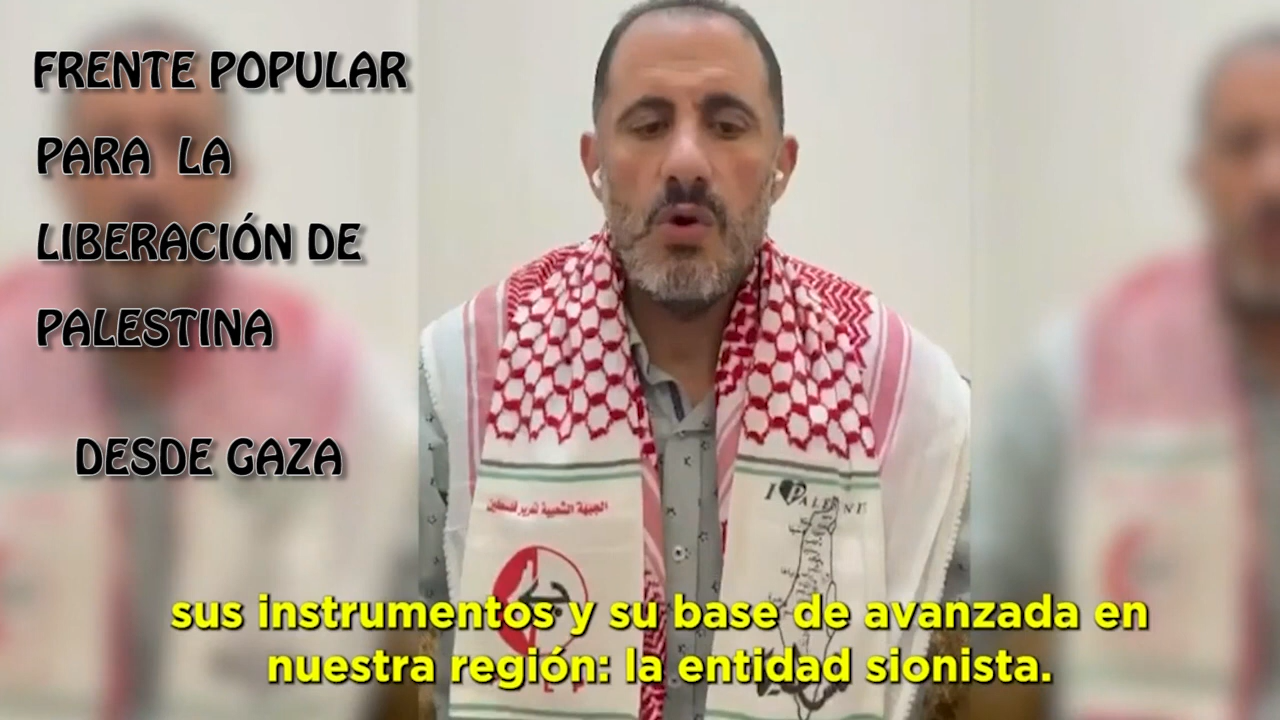 FRENTE POPULAR
PARA LA
LIBERACIÓN DE
PALESTINA
DESDE GAZA
الجبهة الشعبية لتحرير فلسطين
I PALESTINE
sus instrumentos y su base de avanzada en
nuestra región: la entidad sionista.